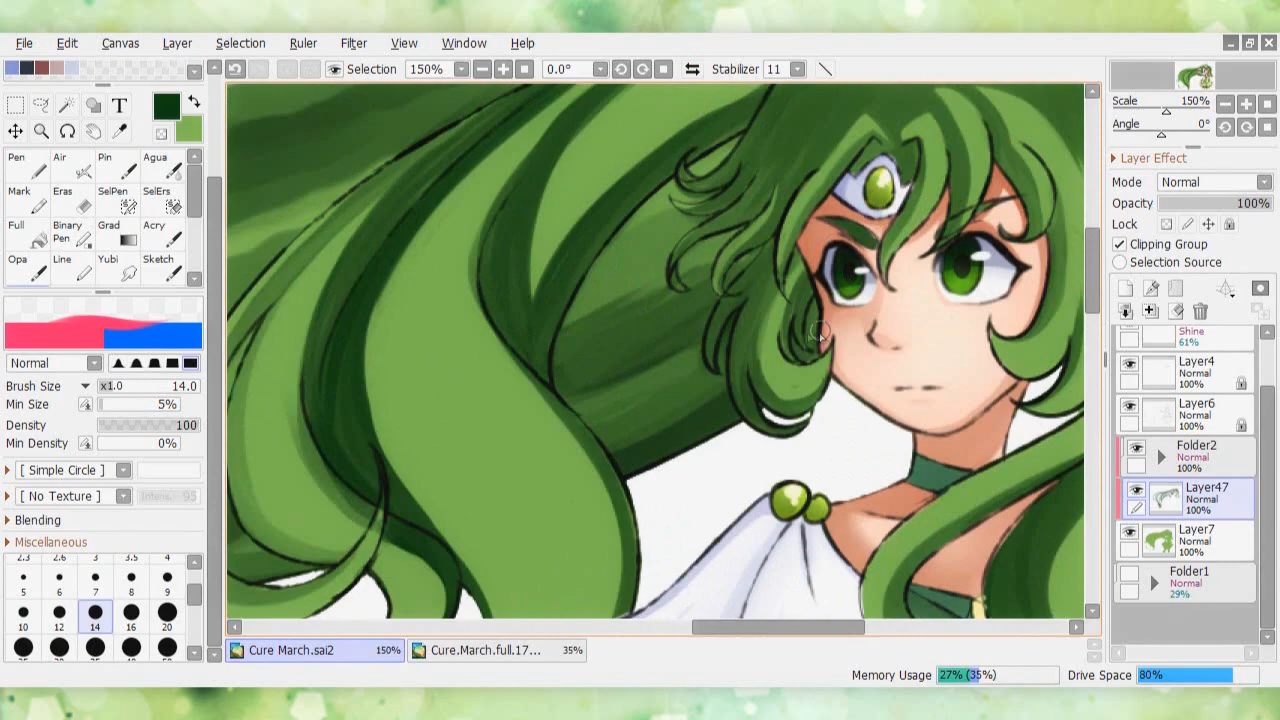 File Edit Canvas Layer Selection Ruler Filter View Window Help
Selection 150% 0.0° Stabilizer 11
T
Pen Air Pin Agua
Mark Eras SelPen SelErs
Full Binary Pen Grad Acry
Opa Line Yubi Sketch
Normal
Brush Size x1.0 14.0
Min Size 5%
Density 100
Min Density 0%
[ Simple Circle ]
[ No Texture ] Intens. 95
Blending
Miscellaneous
2.3 2.6 3 3.5 4
5 6 7 8 9
10 12 14 16 20
Cure March.sai2 150% Cure.March.full.17... 35%
Scale 150%
Angle 0°
Layer Effect
Mode Normal
Opacity 100%
Lock
Clipping Group
Selection Source
Shine
61%
Layer4
Normal
100%
Layer6
Normal
100%
Folder2
Normal
100%
Layer47
Normal
100%
Layer7
Normal
100%
Folder1
Normal
29%
Memory Usage 27% (35%) Drive Space 80%